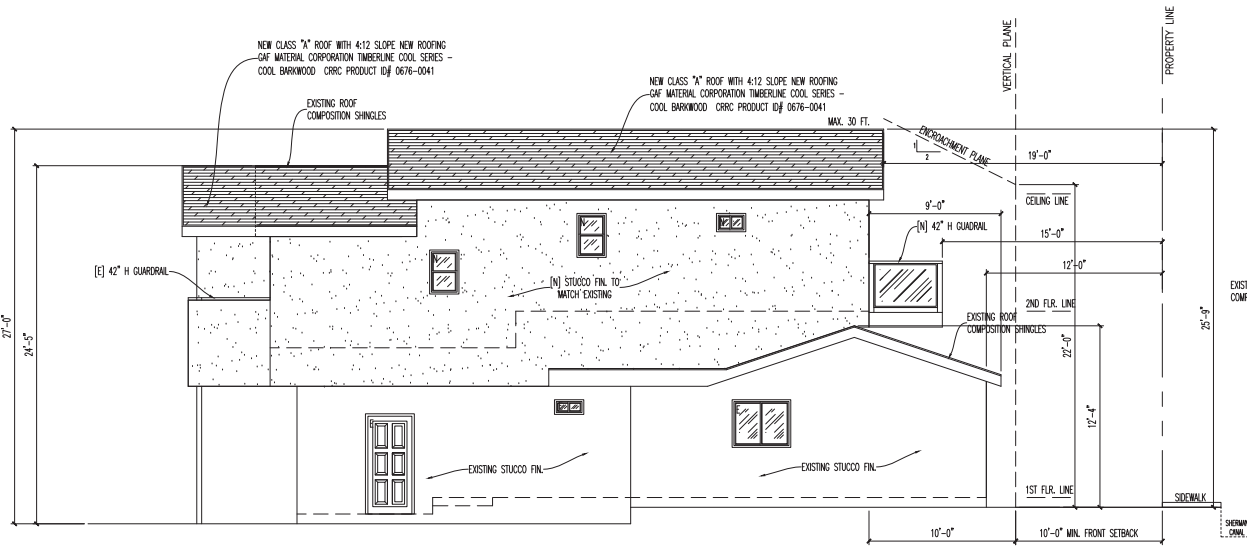 NEW CLASS "A" ROOF WITH 4:12 SLOPE NEW ROOFING
GAF MATERIAL CORPORATION TIMBERLINE COOL SERIES -
COOL BARKWOOD CRRC PRODUCT ID# 0676-0041
EXISTING ROOF
COMPOSITION SHINGLES
NEW CLASS "A" ROOF WITH 4:12 SLOPE NEW ROOFING
GAF MATERIAL CORPORATION TIMBERLINE COOL SERIES -
COOL BARKWOOD CRRC PRODUCT ID# 0676-0041
MAX. 30 FT.
ENCROACHMENT PLANE
1
2
VERTICAL PLANE
PROPERTY LINE
19'-0"
CEILING LINE
9'-0"
[N] 42" H GUADRAIL
15'-0"
12'-0"
[E] 42" H GUARDRAIL
N
N
N
[N] STUCCO FIN. TO
MATCH EXISTING
2ND FLR. LINE
EXISTING ROOF
COMPOSITION SHINGLES
27'-0"
24'-5"
22'-0"
25'-9"
12'-4"
E
E
E
EXISTING STUCCO FIN.
EXISTING STUCCO FIN.
1ST FLR. LINE
SIDEWALK
SHERMAN
CANAL
10'-0"
10'-0" MIN. FRONT SETBACK